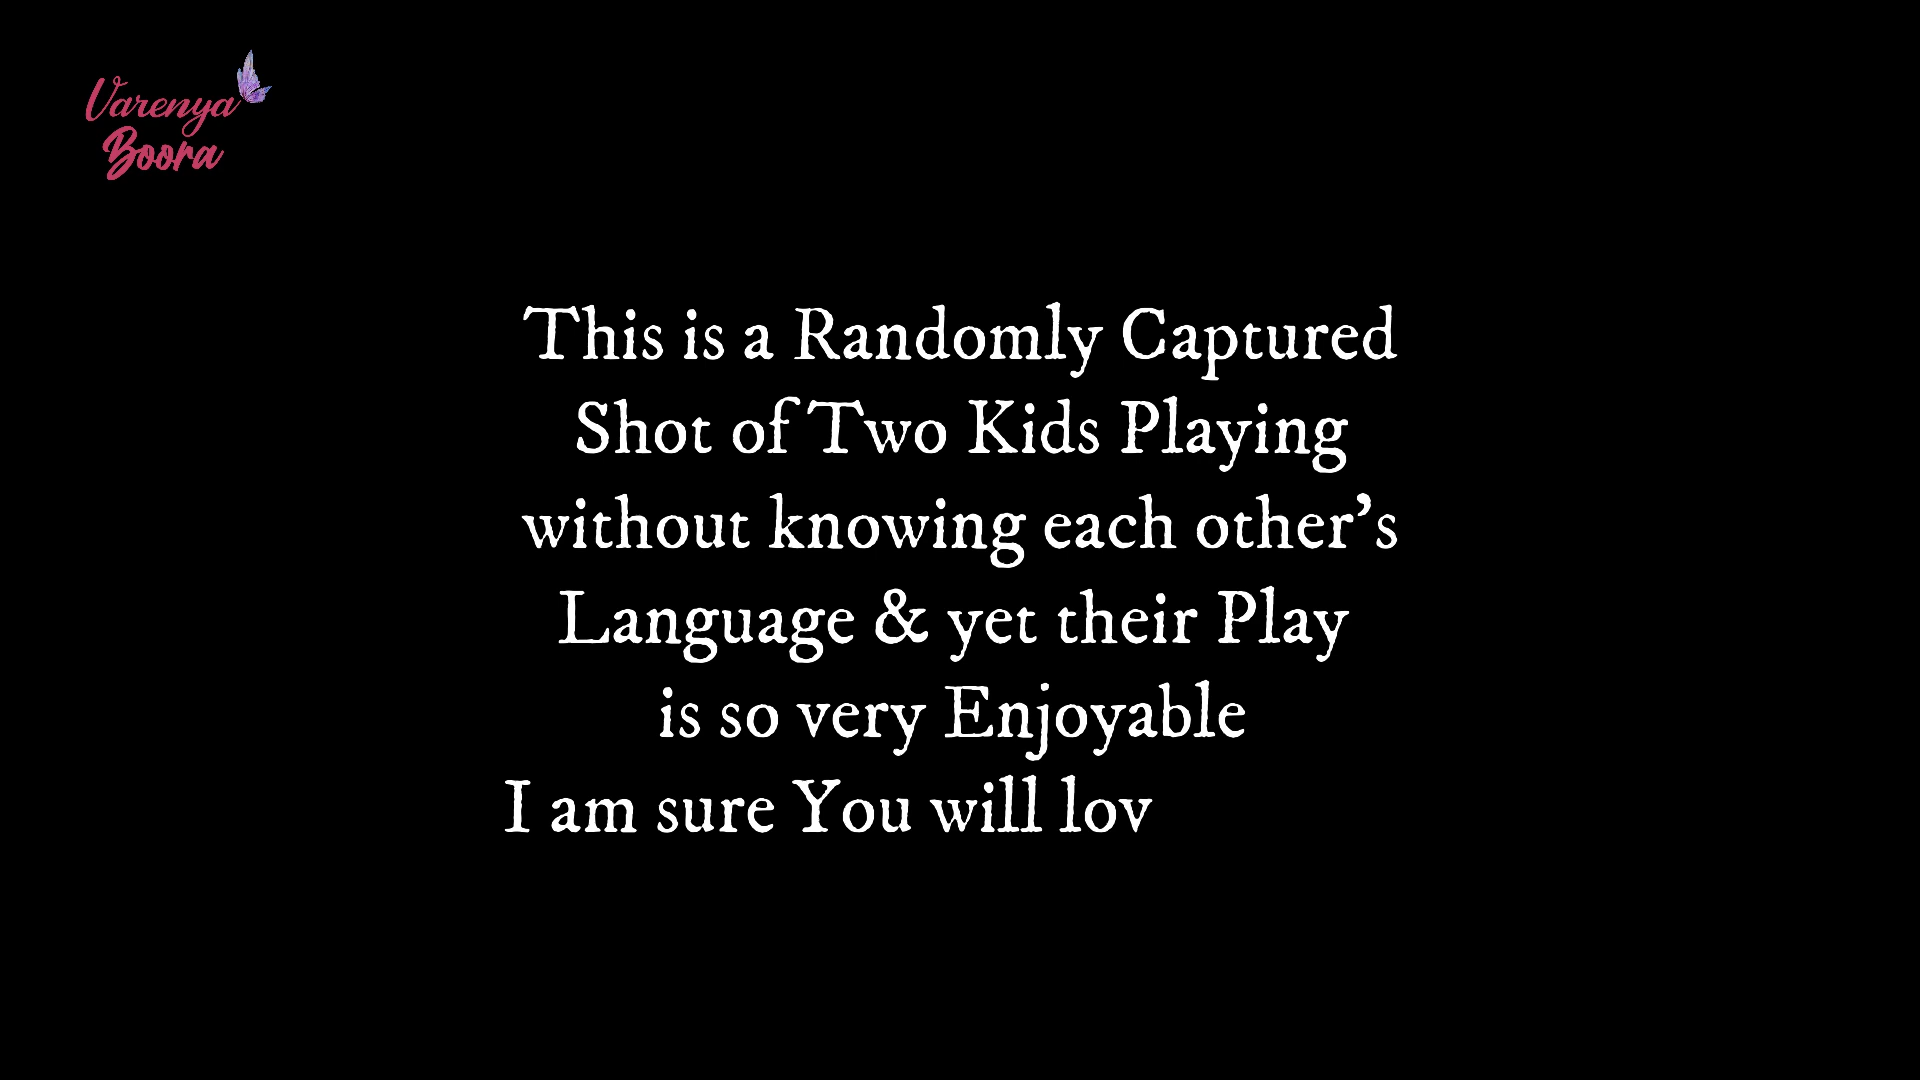 Varenya
Boora
This is a Randomly Captured
Shot of Two Kids Playing
without knowing each other’s
Language & yet their Play
is so very Enjoyable
I am sure You will lov